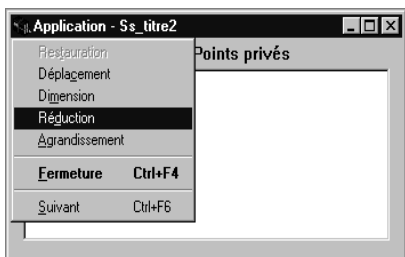 Application - Ss_titre2
Points privés
Restauration
Déplacement
Dimension
Réduction
Agrandissement
Fermeture Ctrl+F4
Suivant Ctrl+F6